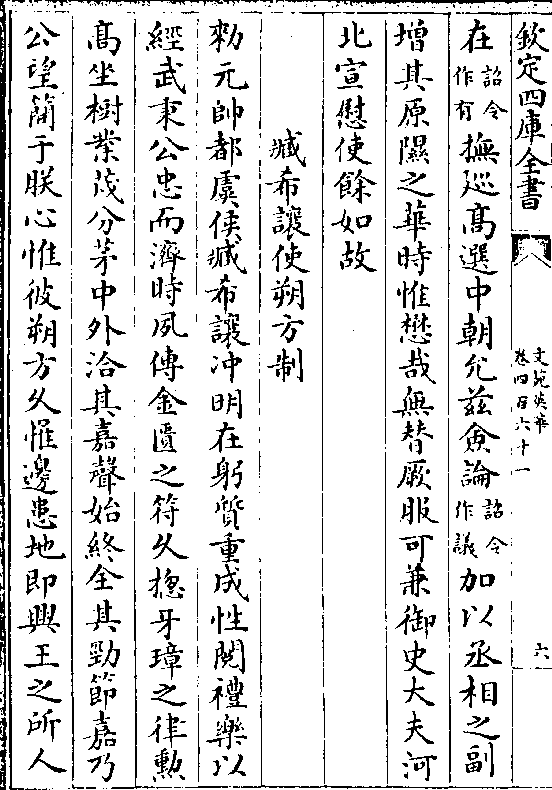 欽定四庫全書
文苑英華
卷四百六十一
六
在詔令作有撫巡髙選中朝允兹僉論詔令作議加以丞相之副
増其原隰之華時惟懋哉無替厥服可兼御史大夫河
北宣慰使餘如故
臧希讓使朔方制
勑元帥都虞候臧希讓冲明在躬質重成性閲禮樂以
經武秉公忠而濟時夙傳金匱之符久揔牙璋之律勲
髙坐樹業茂分茅中外洽其嘉聲始終全其勁節嘉乃
公望簡于朕心惟彼朔方久罹邊患地即興王之所人